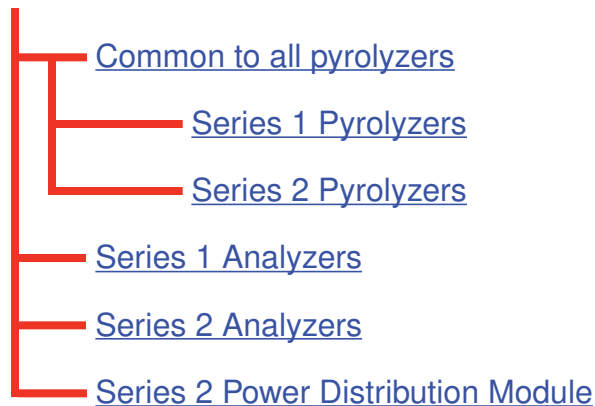 Common to all pyrolyzers
Series 1 Pyrolyzers
Series 2 Pyrolyzers
Series 1 Analyzers
Series 2 Analyzers
Series 2 Power Distribution Module